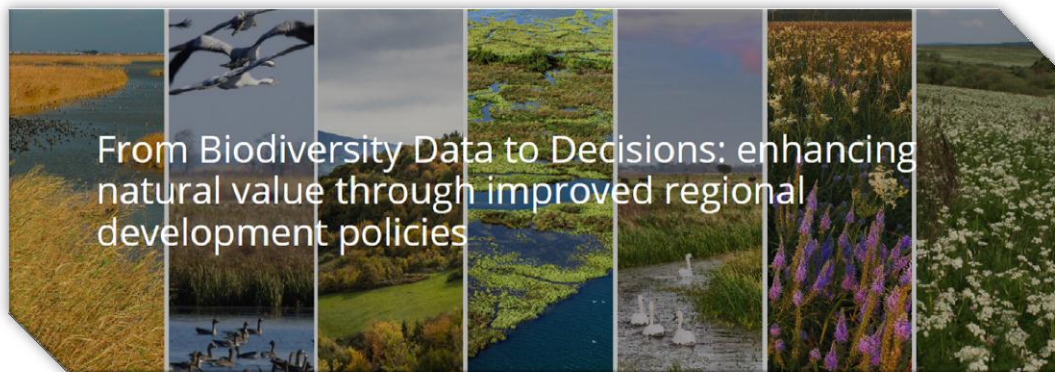 From Biodiversity Data to Decisions: enhancing
natural value through improved regional
development policies